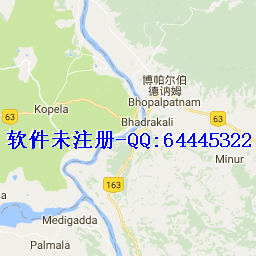 博帕尔伯
德讷姆
Bhopalpatnam
63
Kopela
63
Bhadrakali
软件未注册-QQ:64445322
Minur
163
Medigadda
Palmala